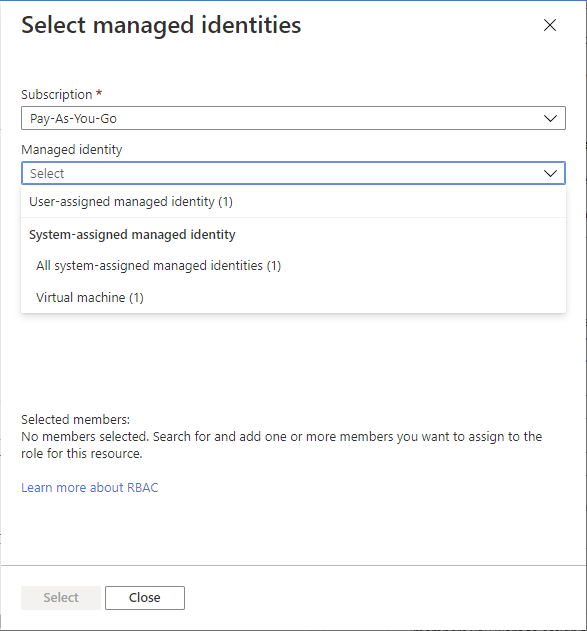 Select managed identities
Subscription *
Pay-As-You-Go
Managed identity
Select
User-assigned managed identity (1)
System-assigned managed identity
All system-assigned managed identities (1)
Virtual machine (1)
Selected members:
No members selected. Search for and add one or more members you want to assign to the
role for this resource.
Learn more about RBAC
Select
Close